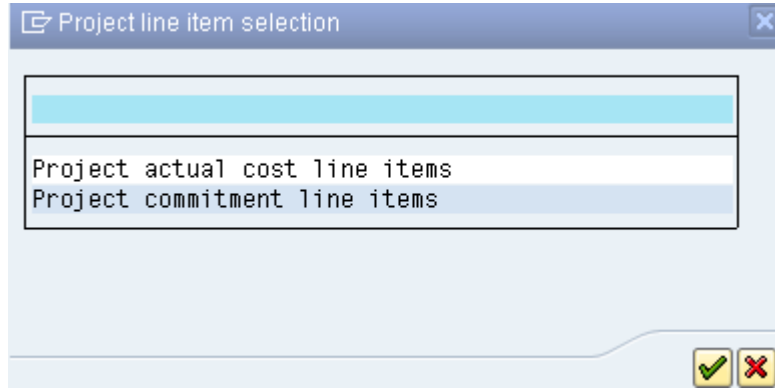 Project line item selection
Project actual cost line items
Project commitment line items